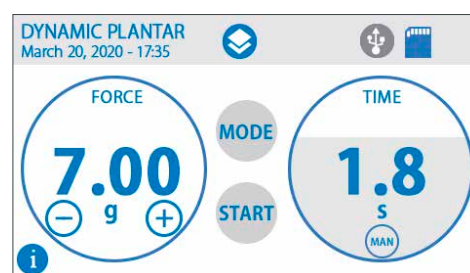 DYNAMIC PLANTAR
March 20, 2020 - 17:35
FORCE
7.00
g
MODE
START
TIME
1.8
s
MAN
i